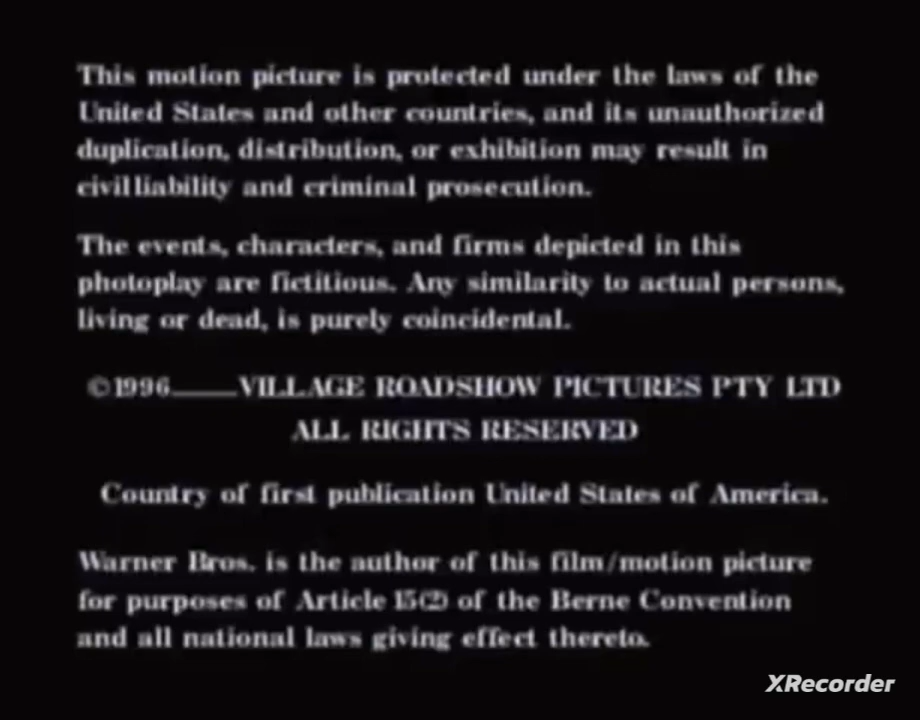 This motion picture is protected under the laws of the
United States and other countries, and its unauthorized
duplication, distribution, or exhibition may result in
civil liability and criminal prosecution.
The events, characters, and firms depicted in this
photoplay are fictitious. Any similarity to actual persons,
living or dead, is purely coincidental.
©1996____VILLAGE ROADSHOW PICTURES PTY LTD
ALL RIGHTS RESERVED
Country of first publication United States of America.
Warner Bros. is the author of this film/motion picture
for purposes of Article 15(2) of the Berne Convention
and all national laws giving effect thereto.
XRecorder